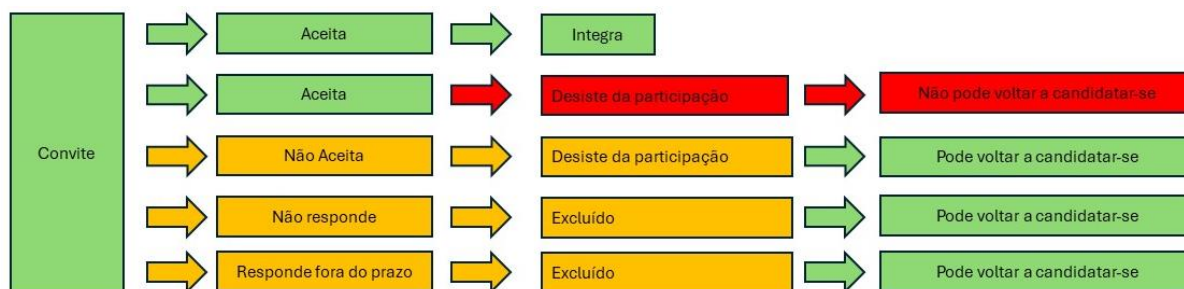 Aceita
Integra
Aceita
Desiste da participação
Não pode voltar a candidatar-se
Convite
Não Aceita
Desiste da participação
Pode voltar a candidatar-se
Não responde
Excluído
Pode voltar a candidatar-se
Responde fora do prazo
Excluído
Pode voltar a candidatar-se